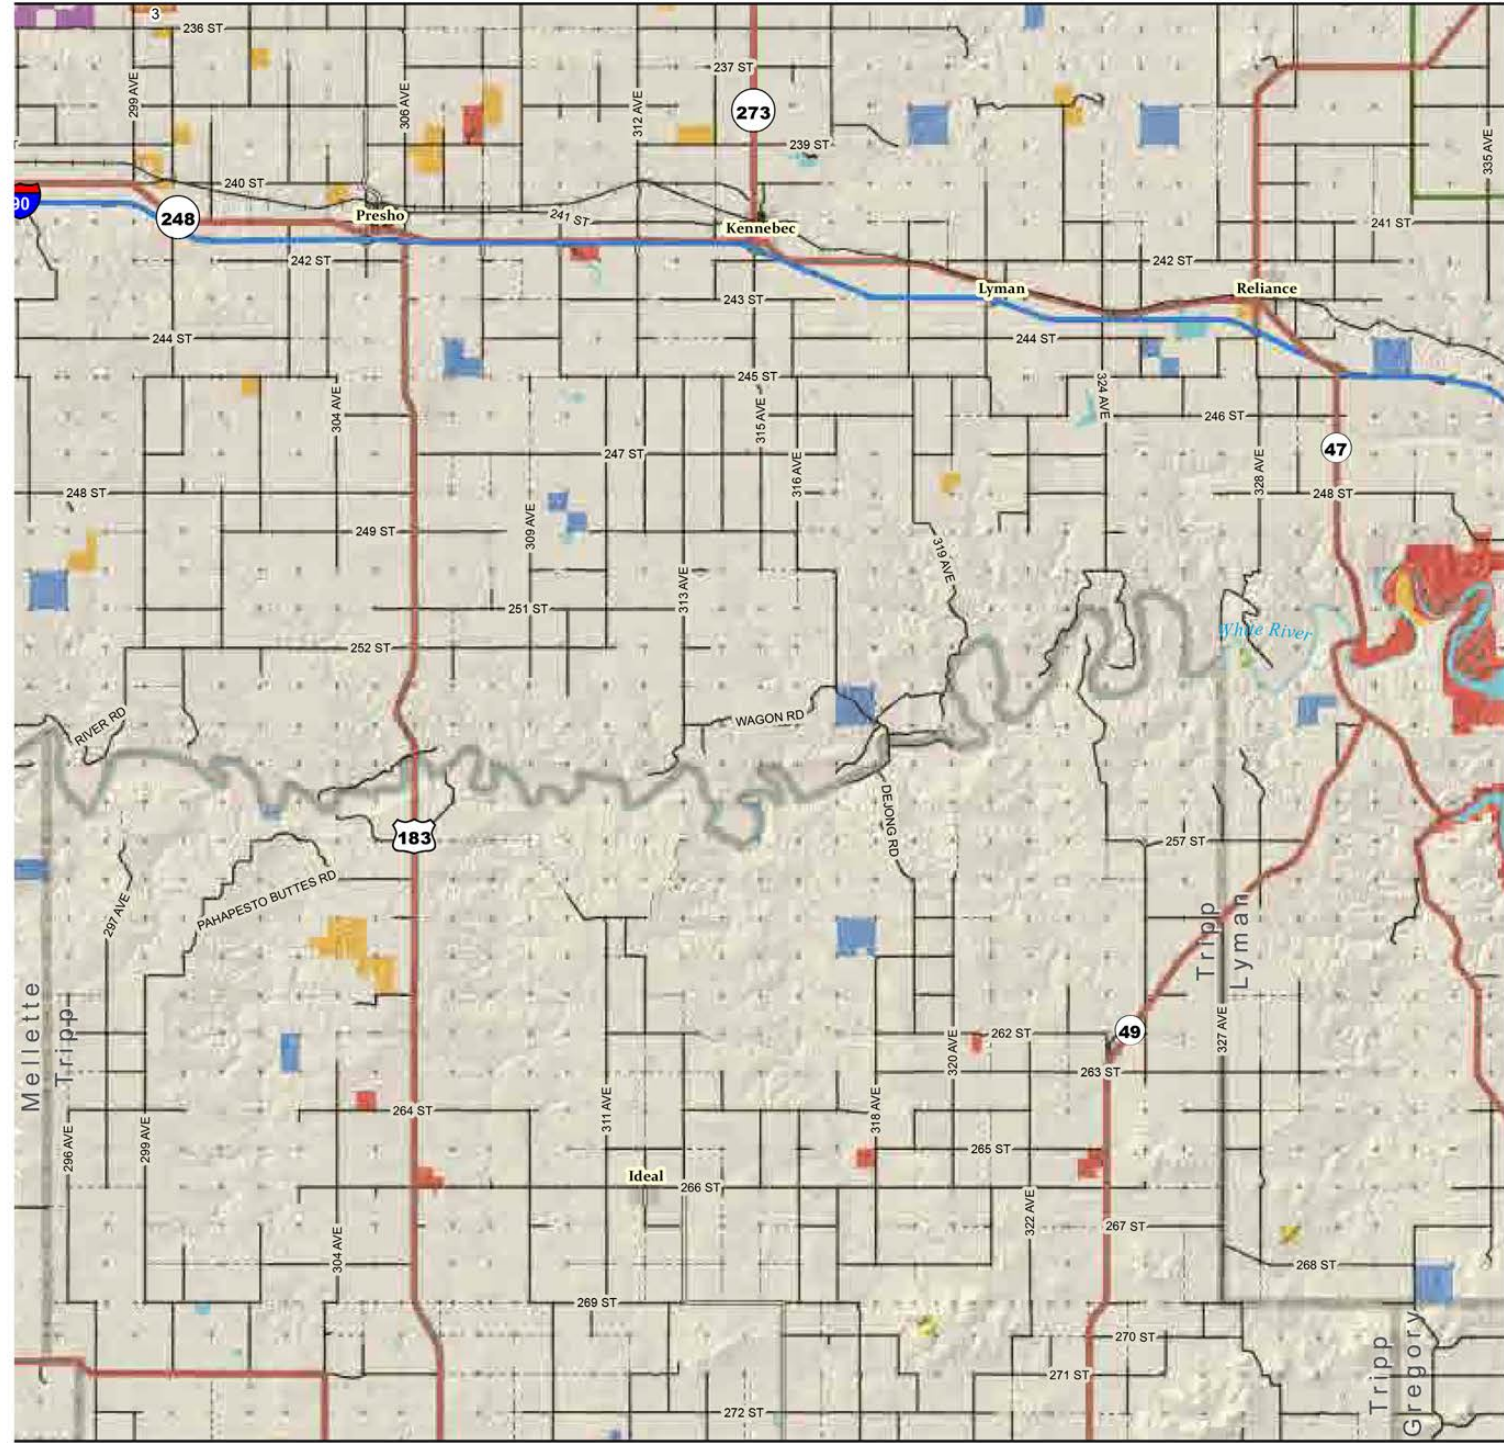 3
236 ST
237 ST
299 AVE
306 AVE
312 AVE
273
239 ST
335 AVE
240 ST
90
248
Presho
241 ST
Kennebec
241 ST
242 ST
242 ST
243 ST
Lyman
Reliance
244 ST
244 ST
245 ST
304 AVE
315 AVE
324 AVE
246 ST
247 ST
316 AVE
328 AVE
47
248 ST
248 ST
249 ST
309 AVE
319 AVE
313 AVE
251 ST
White River
252 ST
RIVER RD
WAGON RD
183
DEJONG RD
257 ST
PAHAPESTO BUTTES RD
297 AVE
Tripp
Lyman
Mellette
Tripp
262 ST
49
320 AVE
327 AVE
263 ST
264 ST
311 AVE
318 AVE
296 AVE
299 AVE
265 ST
Ideal
266 ST
322 AVE
267 ST
304 AVE
268 ST
269 ST
270 ST
Tripp
Gregory
271 ST
272 ST